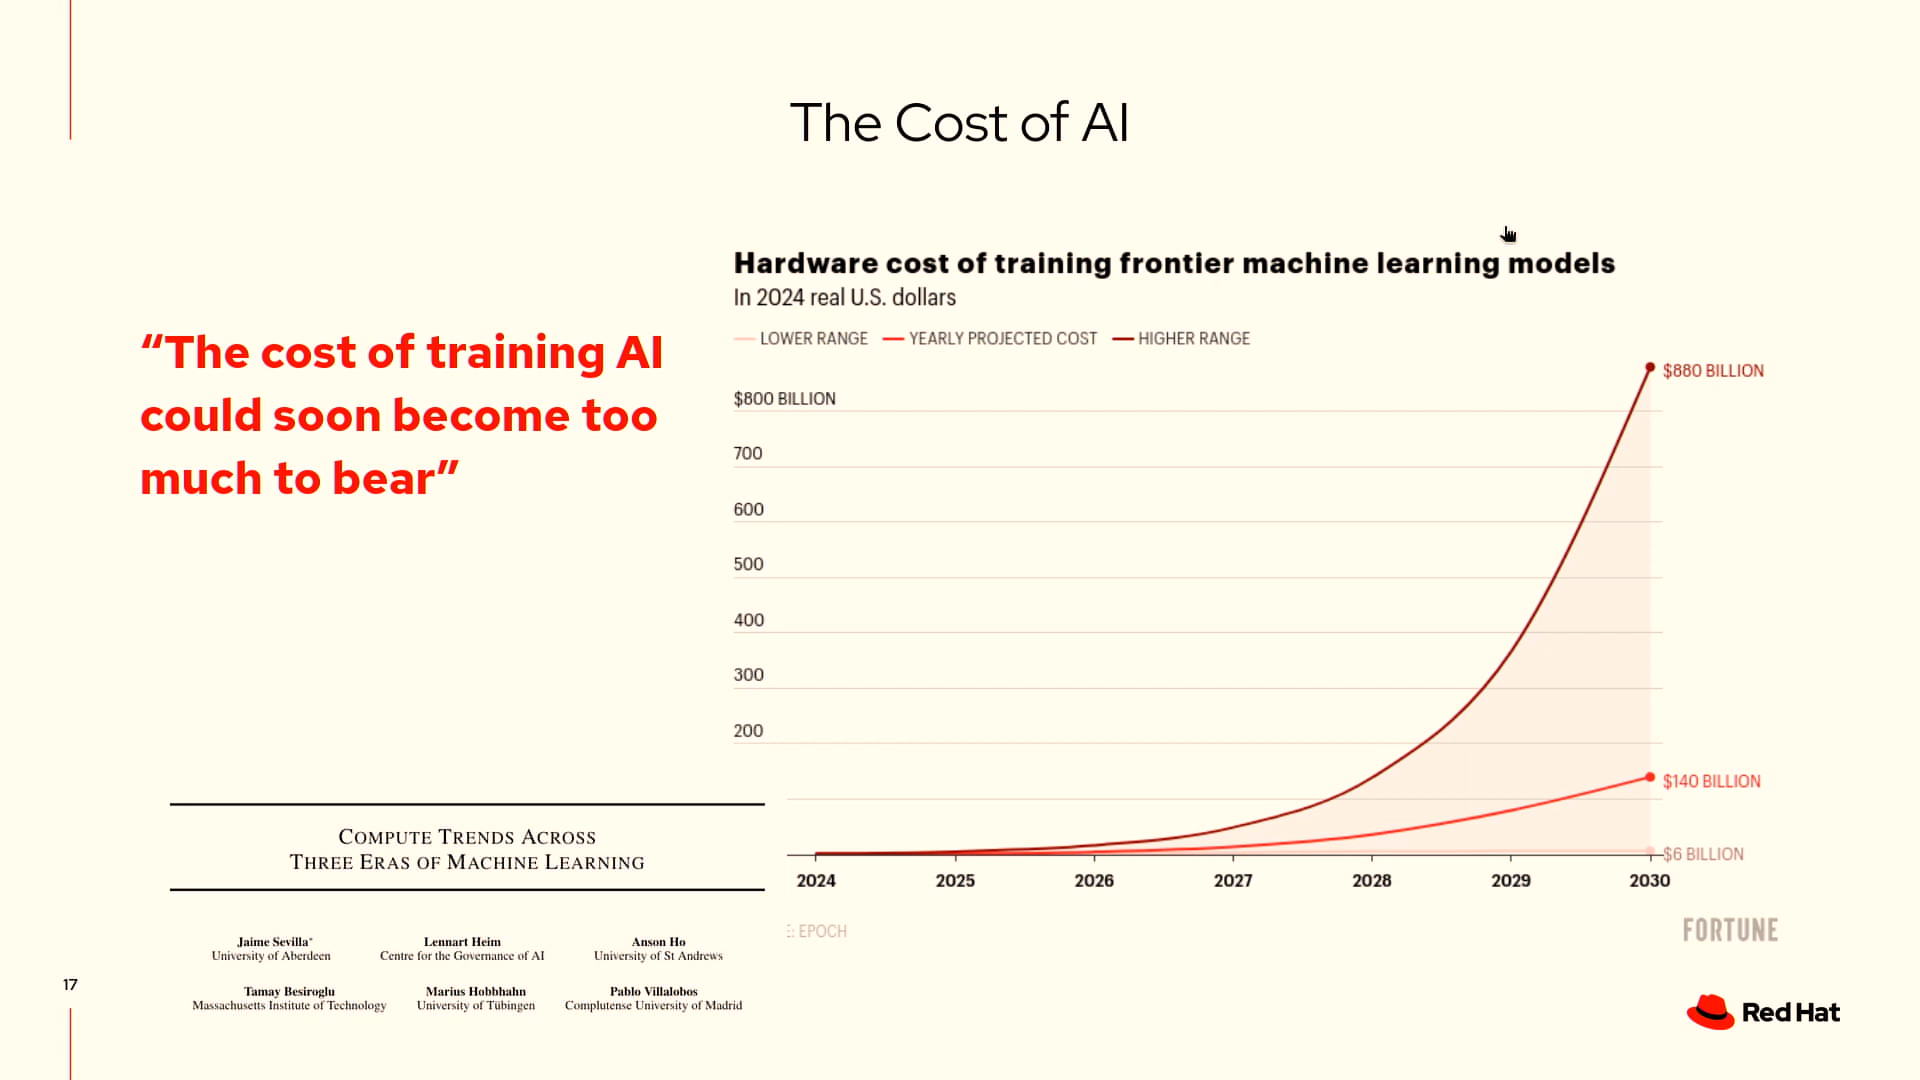 The Cost of AI
“The cost of training AI
could soon become too
much to bear”
Hardware cost of training frontier machine learning models
In 2024 real U.S. dollars
LOWER RANGE YEARLY PROJECTED COST HIGHER RANGE
$880 BILLION
$800 BILLION
700
600
500
400
300
200
$140 BILLION
$6 BILLION
2024 2025 2026 2027 2028 2029 2030
E: EPOCH
FORTUNE
COMPUTE TRENDS ACROSS
THREE ERAS OF MACHINE LEARNING
Jaime Sevilla* Lennart Heim Anson Ho
University of Aberdeen Centre for the Governance of AI University of St Andrews
Tamay Besiroglu Marius Hobbhahn Pablo Villalobos
Massachusetts Institute of Technology University of Tübingen Complutense University of Madrid
17
Red Hat